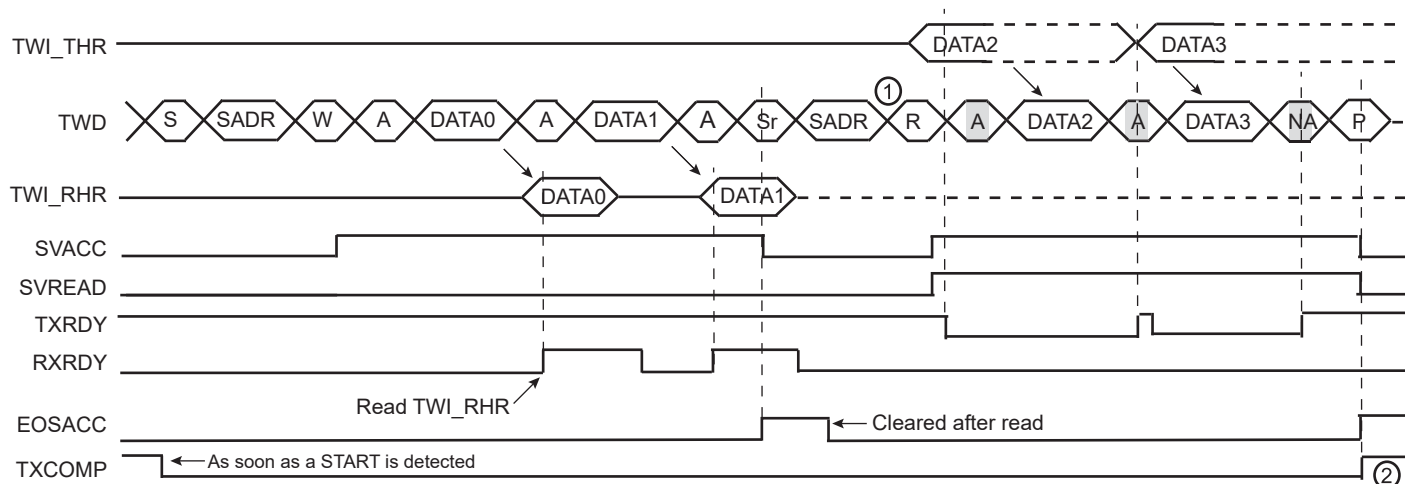 TWI_THR DATA2 DATA3
①
TWD S SADR W A DATA0 A DATA1 A Sr SADR R A DATA2 A DATA3 NA P
TWI_RHR DATA0 DATA1
SVACC
SVREAD
TXRDY
RXRDY
Read TWI_RHR
EOSACC Cleared after read
TXCOMP As soon as a START is detected ②